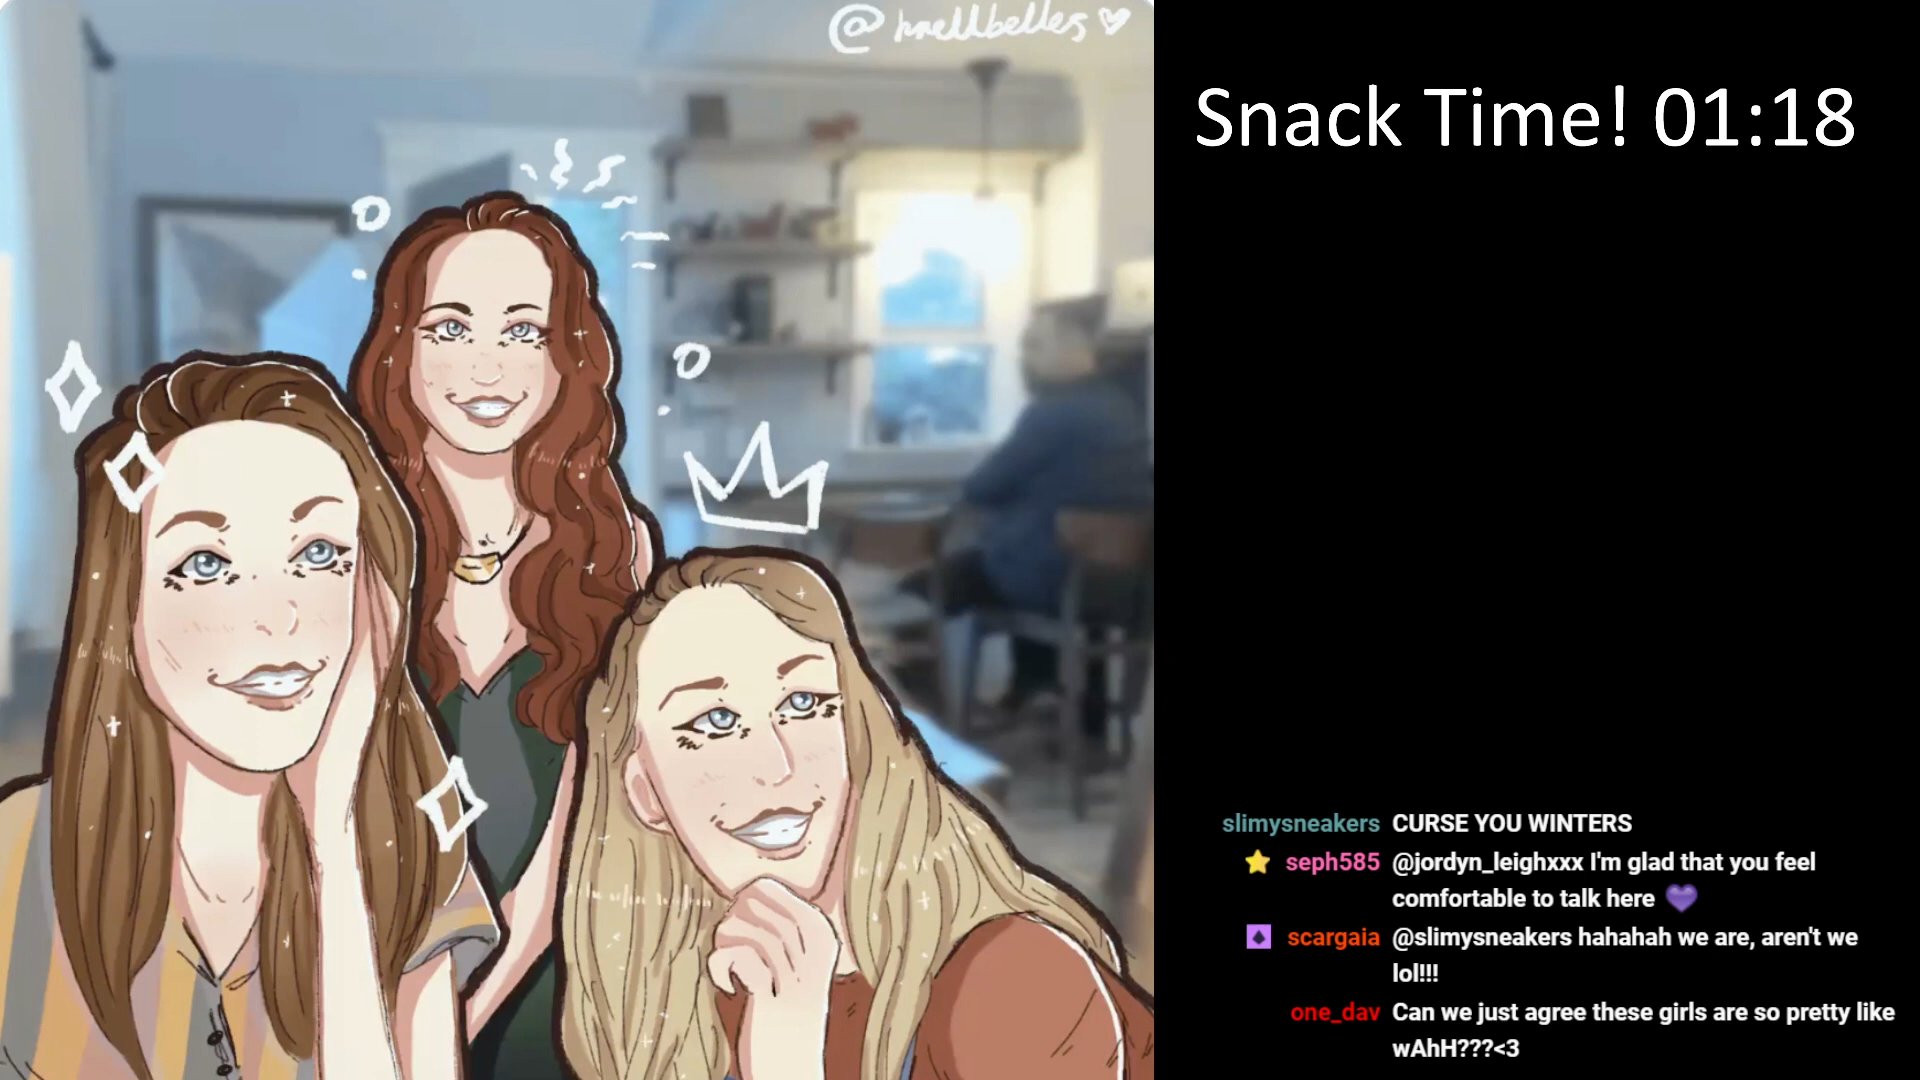 @knellbelles
Snack Time! 01:18
slimysneakers CURSE YOU WINTERS
seph585 @jordyn_leighxxx I'm glad that you feel
comfortable to talk here
scargaia @slimysneakers hahahah we are, aren't we
lol!!!
one_dav Can we just agree these girls are so pretty like
wAhH???<3